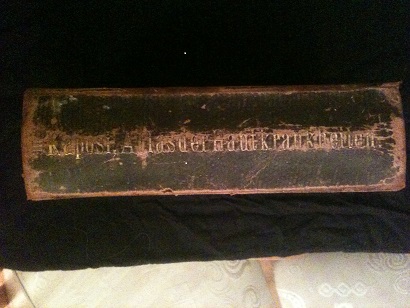 Kaposi, Atlas der Hautkrankheiten.